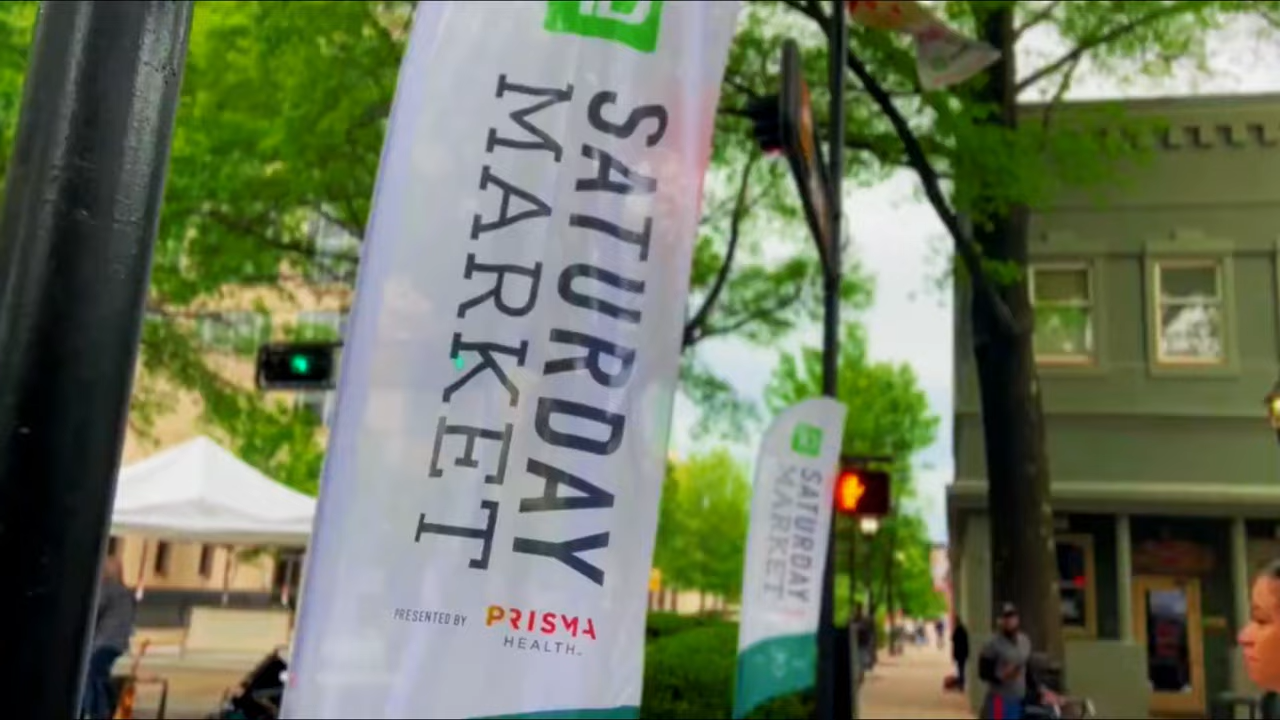 SATURDAY
MARKET
PRESENTED BY PRISMA
HEALTH.
SATURDAY
MARKET